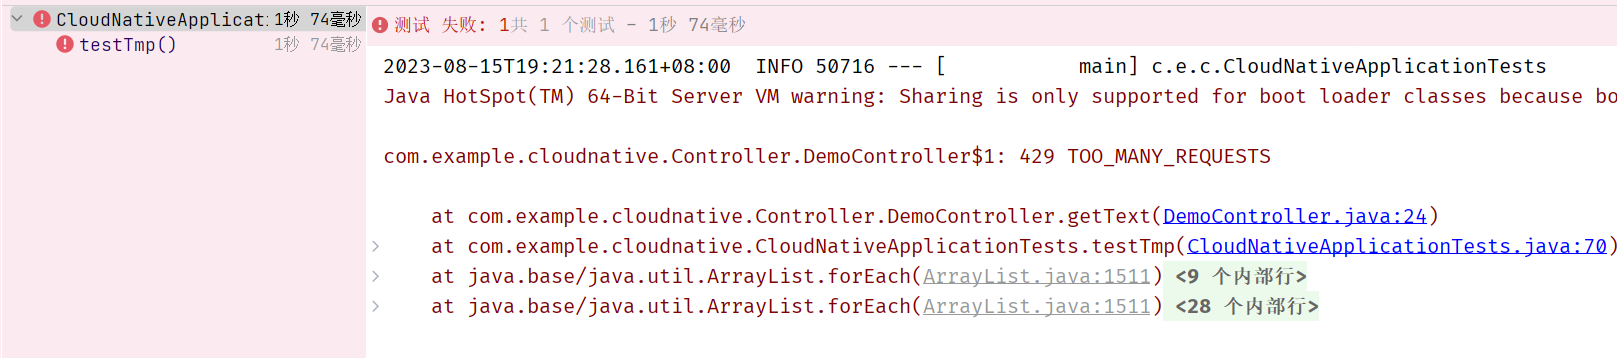 CloudNativeApplicat: 1秒 74毫秒
testTmp() 1秒 74毫秒
测试 失败: 1共 1 个测试 – 1秒 74毫秒
2023-08-15T19:21:28.161+08:00  INFO 50716 --- [           main] c.e.c.CloudNativeApplicationTests
Java HotSpot(TM) 64-Bit Server VM warning: Sharing is only supported for boot loader classes because bo
com.example.cloudnative.Controller.DemoController$1: 429 TOO_MANY_REQUESTS
at com.example.cloudnative.Controller.DemoController.getText(DemoController.java:24)
at com.example.cloudnative.CloudNativeApplicationTests.testTmp(CloudNativeApplicationTests.java:70)
at java.base/java.util.ArrayList.forEach(ArrayList.java:1511) <9 个内部行>
at java.base/java.util.ArrayList.forEach(ArrayList.java:1511) <28 个内部行>